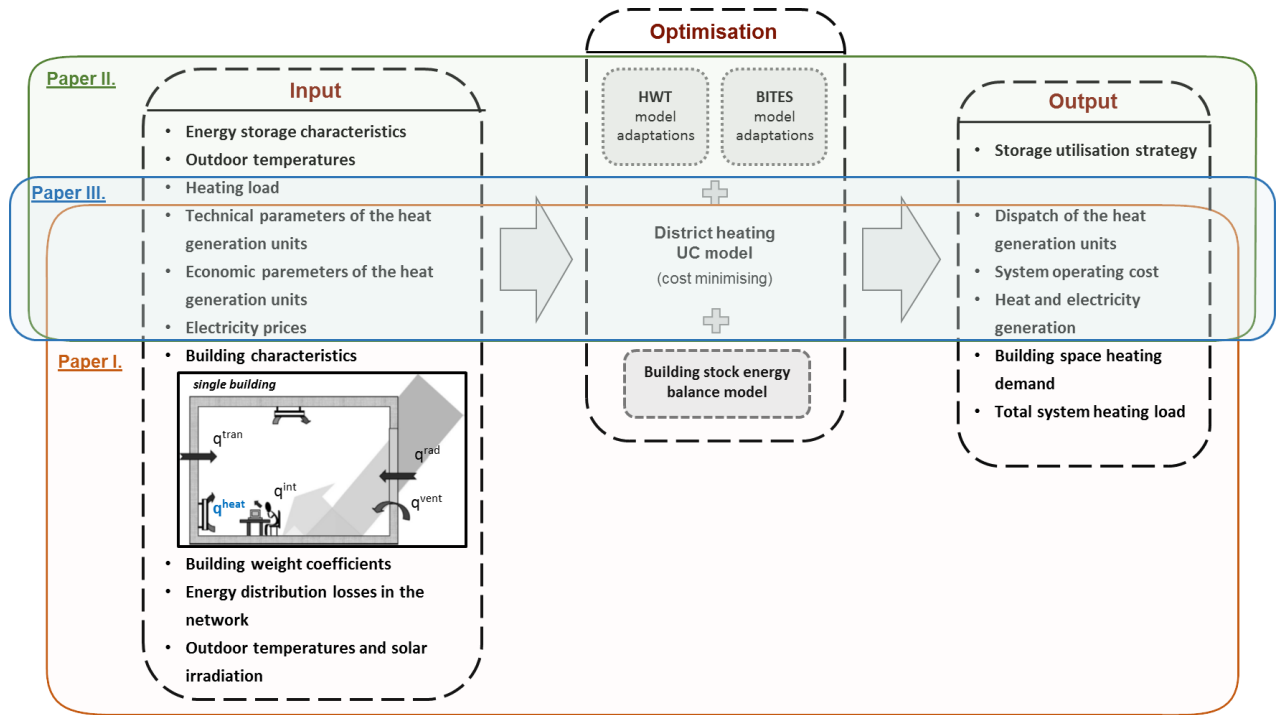 Paper II.
Paper III.
Paper I.
Input
• Energy storage characteristics
• Outdoor temperatures
• Heating load
• Technical parameters of the heat
generation units
• Economic paremeters of the heat
generation units
• Electricity prices
• Building characteristics
single building
q^tran
q^rad
q^int
q^heat
q^vent
• Building weight coefficients
• Energy distribution losses in the
network
• Outdoor temperatures and solar
irradiation
Optimisation
HWT
model
adaptations
BITES
model
adaptations
District heating
UC model
(cost minimising)
Building stock energy
balance model
Output
• Storage utilisation strategy
• Dispatch of the heat
generation units
• System operating cost
• Heat and electricity
generation
• Building space heating
demand
• Total system heating load